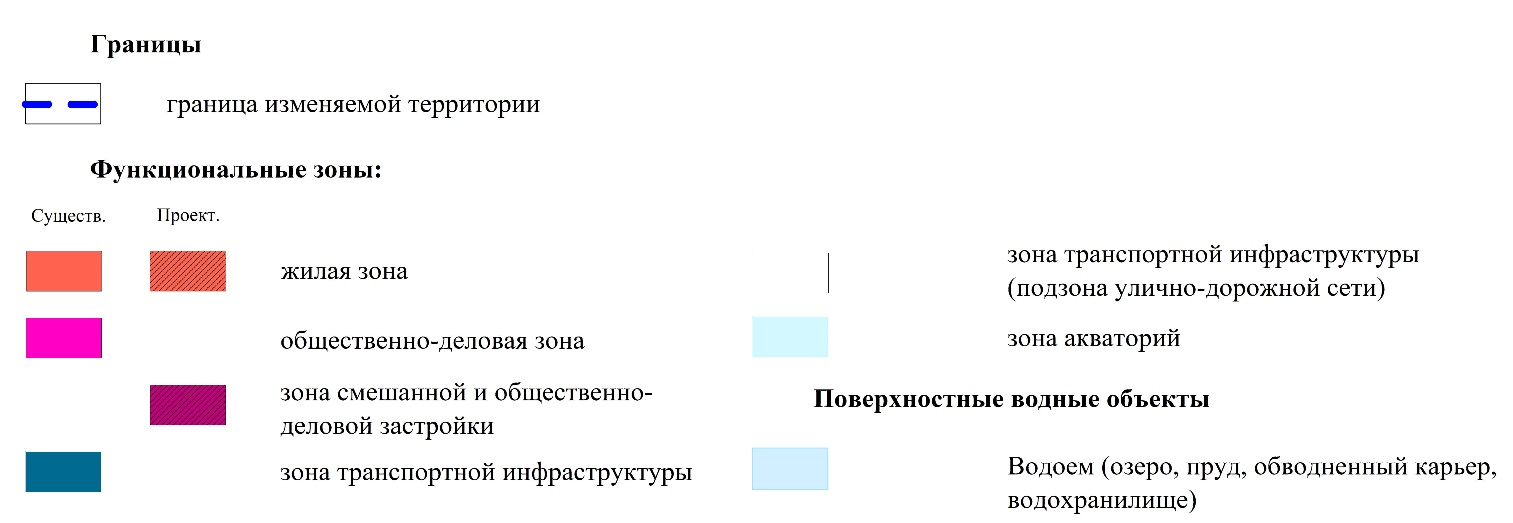 Границы
граница изменяемой территории
Функциональные зоны:
Существ.
Проект.
жилая зона
общественно-деловая зона
зона смешанной и общественно-
деловой застройки
зона транспортной инфраструктуры
зона транспортной инфраструктуры
(подзона улично-дорожной сети)
зона акваторий
Поверхностные водные объекты
Водоем (озеро, пруд, обводненный карьер,
водохранилище)